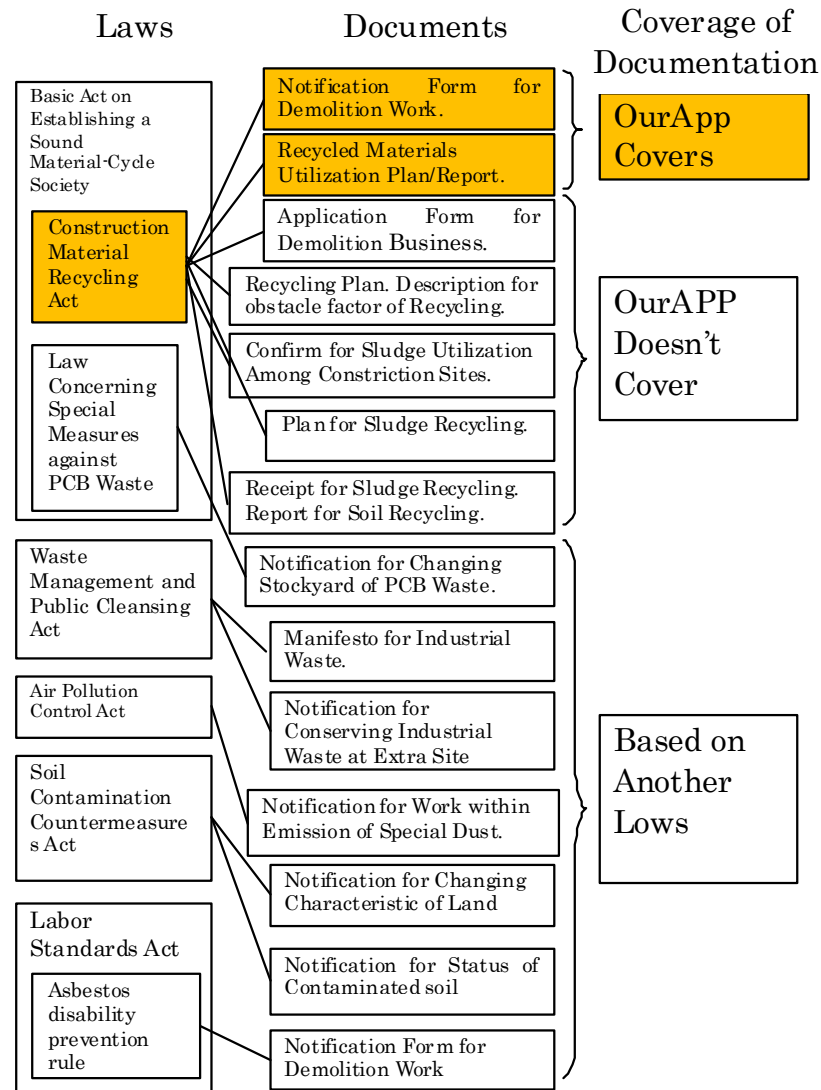 Laws
Documents
Coverage of
Documentation
Basic Act on
Establishing a
Sound
Material-Cycle
Society
Construction
Material
Recycling
Act
Law
Concerning
Special
Measures
against
PCB Waste
Waste
Management and
Public Cleansing
Act
Air Pollution
Control Act
Soil
Contamination
Countermeasure
s Act
Labor
Standards Act
Asbestos
disability
prevention
rule
Notification Form for
Demolition Work.
Recycled Materials
Utilization Plan/Report.
Application Form for
Demolition Business.
Recycling Plan. Description for
obstacle factor of Recycling.
Confirm for Sludge Utilization
Among Constriction Sites.
Plan for Sludge Recycling.
Receipt for Sludge Recycling.
Report for Soil Recycling.
Notification for Changing
Stockyard of PCB Waste.
Manifesto for Industrial
Waste.
Notification for
Conserving Industrial
Waste at Extra Site
Notification for Work within
Emission of Special Dust.
Notification for Changing
Characteristic of Land
Notification for Status of
Contaminated soil
Notification Form for
Demolition Work
OurApp
Covers
OurAPP
Doesn't
Cover
Based on
Another
Lows